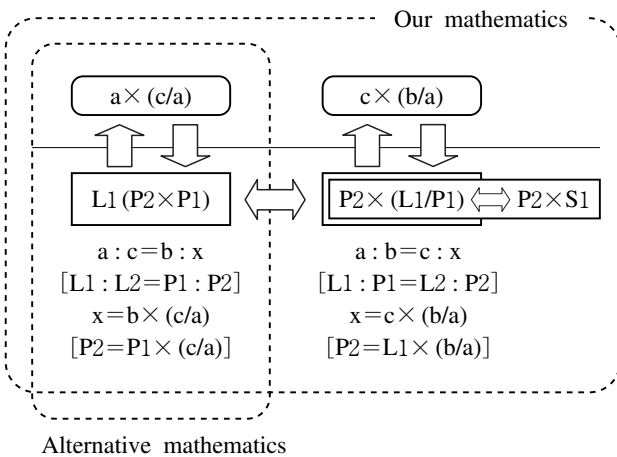 Our mathematics
a×(c/a)
c×(b/a)
L1(P2×P1)
P2×(L1/P1)
P2×S1
a : c=b : x
[L1 : L2=P1 : P2]
x=b×(c/a)
[P2=P1×(c/a)]
a : b=c : x
[L1 : P1=L2 : P2]
x=c×(b/a)
[P2=L1×(b/a)]
Alternative mathematics